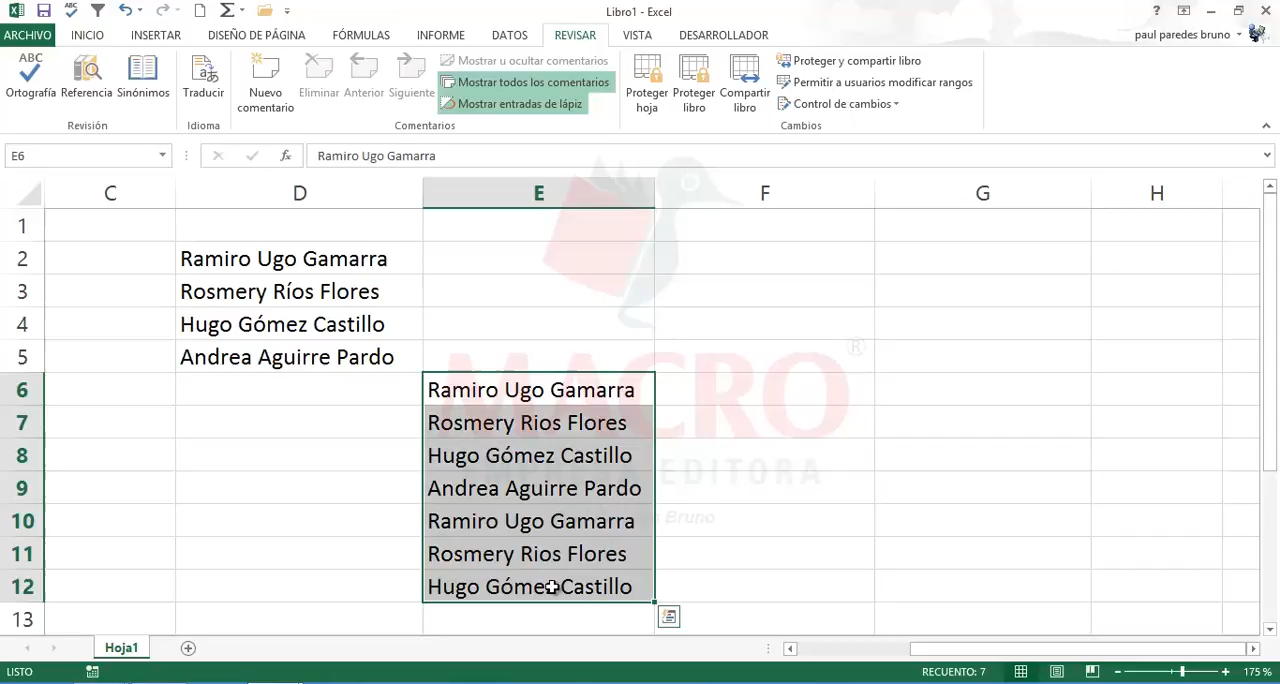 Libro1 - Excel
?
ARCHIVO INICIO INSERTAR DISEÑO DE PÁGINA FÓRMULAS INFORME DATOS REVISAR VISTA DESARROLLADOR paul paredes bruno
ABC
Ortografía Referencia Sinónimos
Revisión
Traducir
Idioma
Nuevo comentario
Eliminar Anterior Siguiente
Mostrar u ocultar comentarios
Mostrar todos los comentarios
Mostrar entradas de lápiz
Comentarios
Proteger hoja
Proteger libro
Compartir libro
Proteger y compartir libro
Permitir a usuarios modificar rangos
Control de cambios
Cambios
E6 fx Ramiro Ugo Gamarra
C D E F G H
1
2 Ramiro Ugo Gamarra
3 Rosmery Ríos Flores
4 Hugo Gómez Castillo
5 Andrea Aguirre Pardo
6 Ramiro Ugo Gamarra
7 Rosmery Rios Flores
8 Hugo Gómez Castillo
9 Andrea Aguirre Pardo
10 Ramiro Ugo Gamarra
11 Rosmery Rios Flores
12 Hugo Gómez Castillo
13
MACRO ®
EDITORA
Bruno
Hoja1
LISTO RECUENTO: 7 175 %